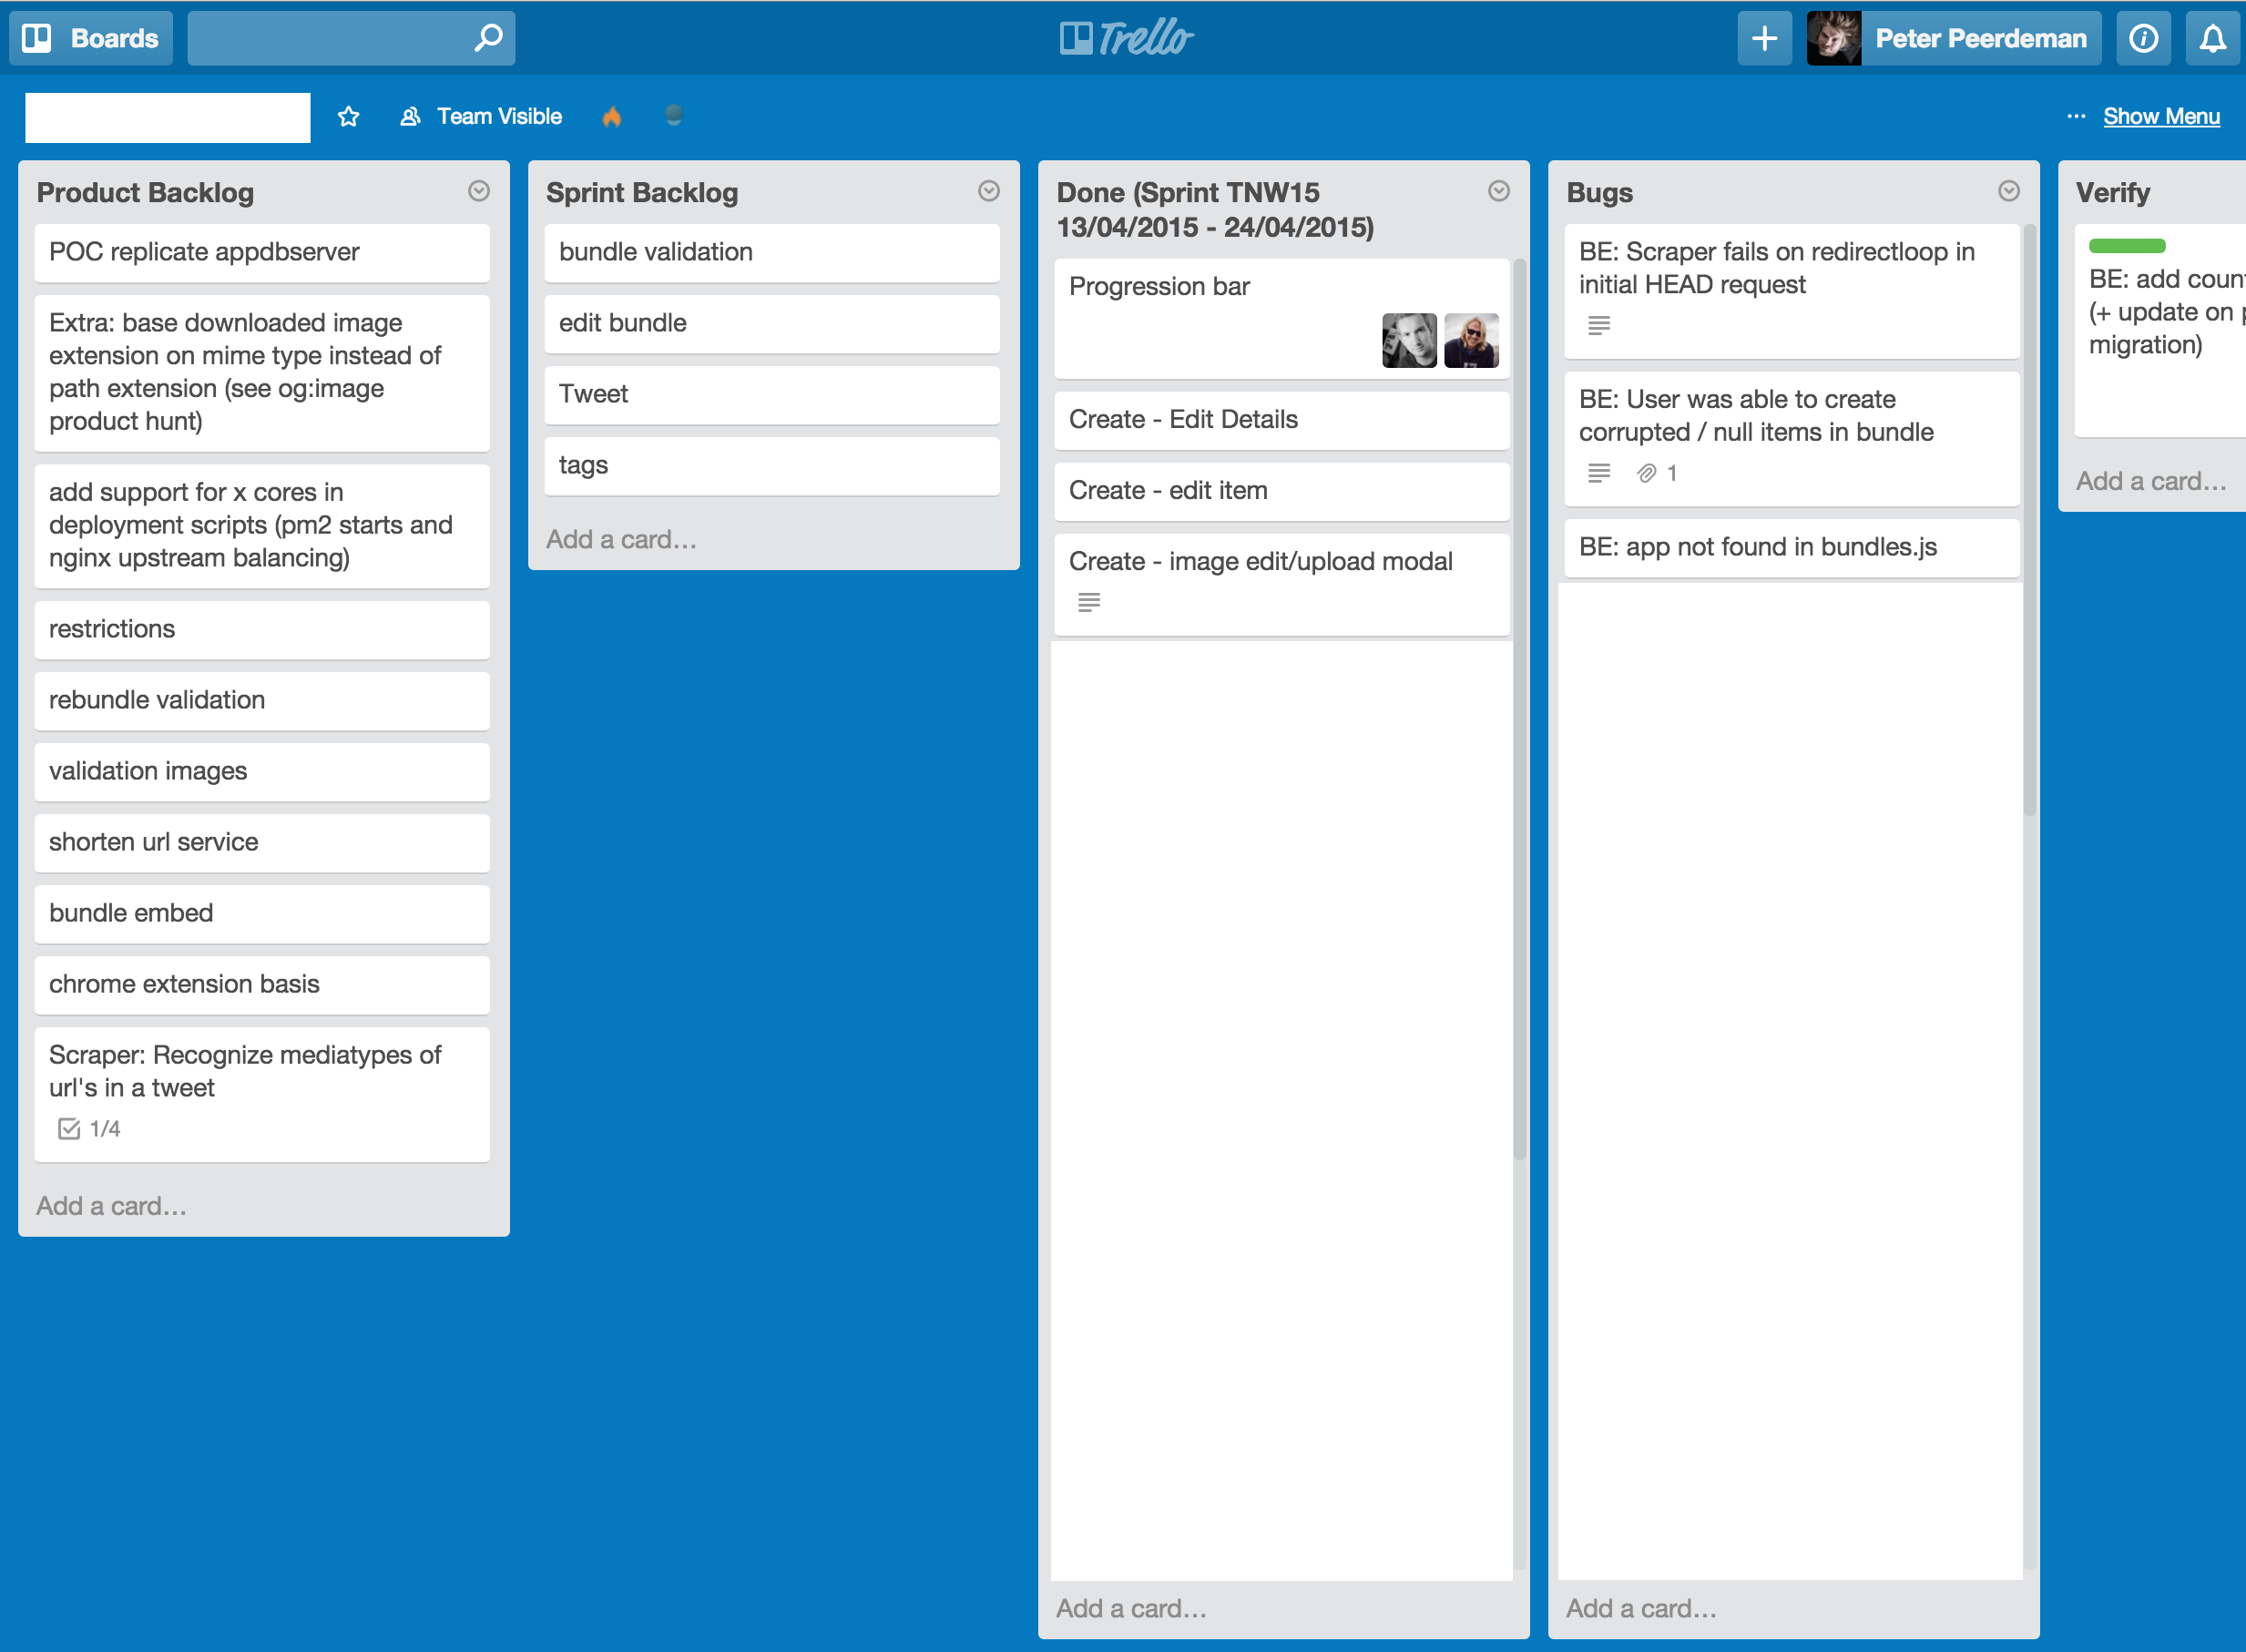 Boards
Trello
Peter Peerdeman
Team Visible
... Show Menu
Product Backlog
POC replicate appdbserver
Extra: base downloaded image
extension on mime type instead of
path extension (see og:image
product hunt)
add support for x cores in
deployment scripts (pm2 starts and
nginx upstream balancing)
restrictions
rebundle validation
validation images
shorten url service
bundle embed
chrome extension basis
Scraper: Recognize mediatypes of
url's in a tweet
1/4
Add a card...
Sprint Backlog
bundle validation
edit bundle
Tweet
tags
Add a card...
Done (Sprint TNW15
13/04/2015 - 24/04/2015)
Progression bar
Create - Edit Details
Create - edit item
Create - image edit/upload modal
Add a card...
Bugs
BE: Scraper fails on redirectloop in
initial HEAD request
BE: User was able to create
corrupted / null items in bundle
1
BE: app not found in bundles.js
Add a card...
Verify
BE: add
(+ update on
migration)
Add a card...